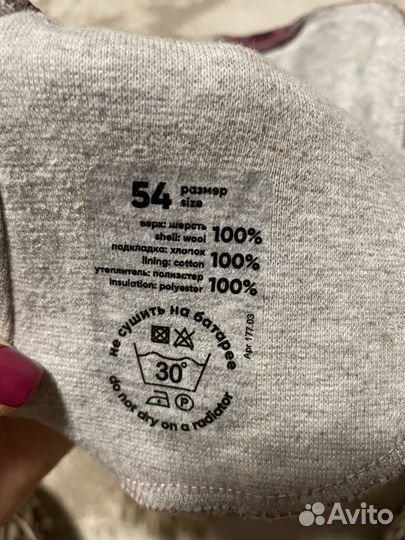 54 размер
size
верх: шерсть
shell: wool 100%
подкладка: хлопок
lining: cotton 100%
утеплитель: полиэстер
insulation: polyester 100%
не сушить на батарее
30°
P
do not dry on a radiator
Арт 177.03
Avito